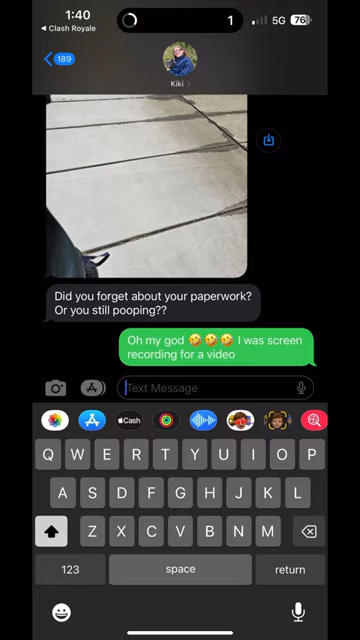 1:40
1
5G 76
Clash Royale
189
Kiki
Did you forget about your paperwork?
Or you still pooping??
Oh my god 🤣🤣🤣 I was screen
recording for a video
Text Message
Cash
Q W E R T Y U I O P
A S D F G H J K L
Z X C V B N M
123 space return